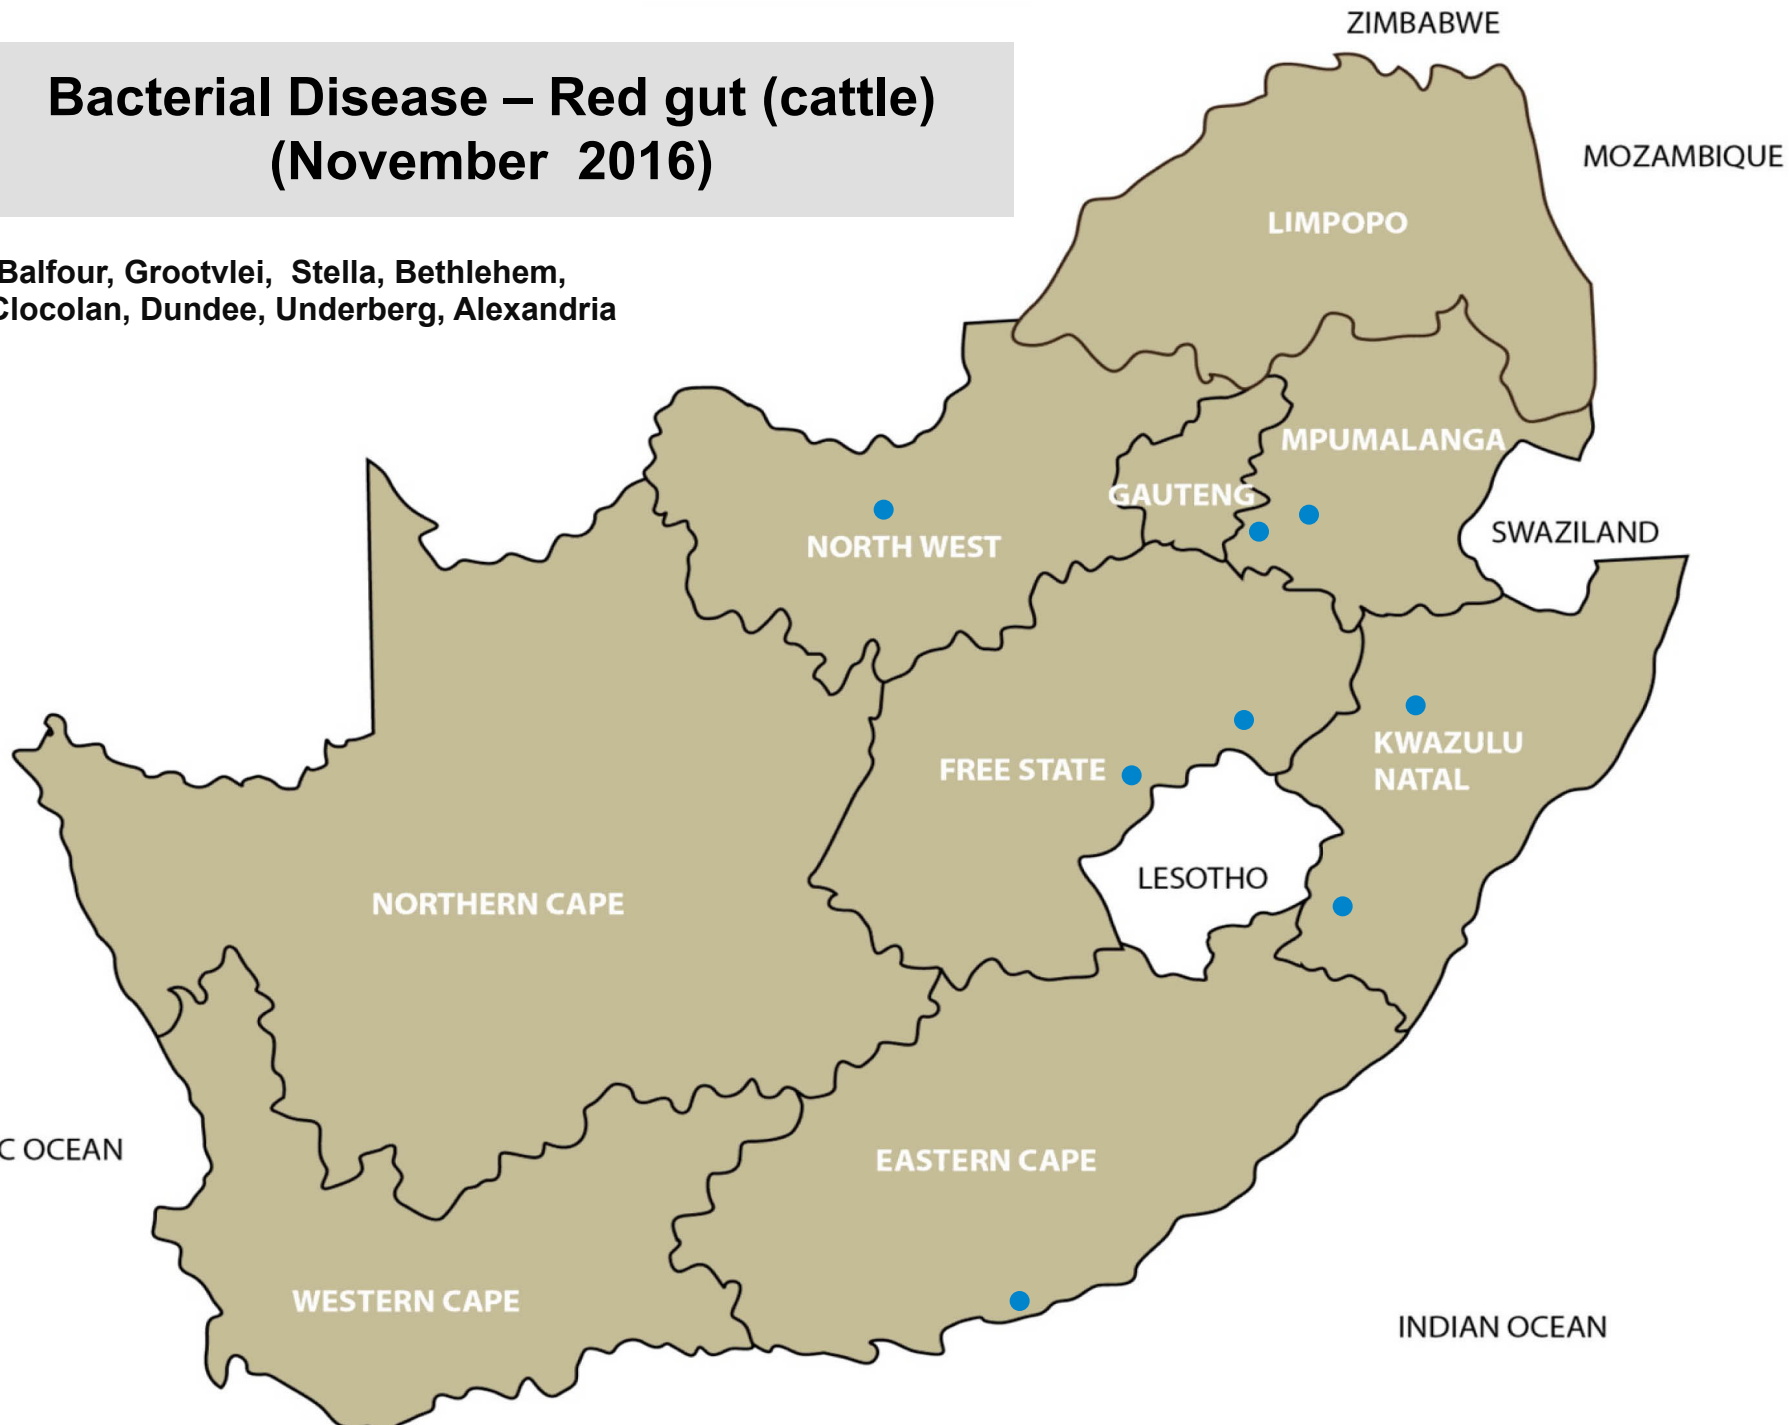 ZIMBABWE
Bacterial Disease – Red gut (cattle)
(November 2016)
MOZAMBIQUE
LIMPOPO
Balfour, Grootvlei, Stella, Bethlehem,
Clocolan, Dundee, Underberg, Alexandria
MPUMALANGA
GAUTENG
SWAZILAND
NORTH WEST
KWAZULU
NATAL
FREE STATE
LESOTHO
NORTHERN CAPE
C OCEAN
EASTERN CAPE
WESTERN CAPE
INDIAN OCEAN